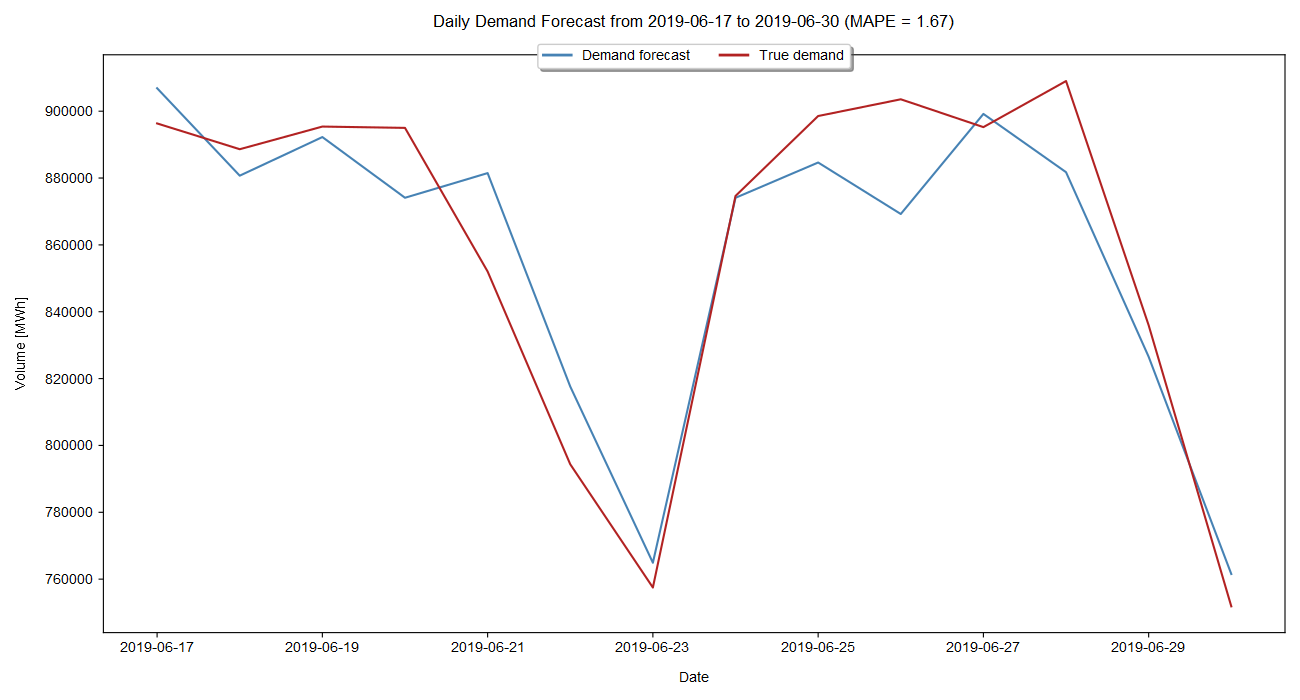 Daily Demand Forecast from 2019-06-17 to 2019-06-30 (MAPE = 1.67)
Demand forecast True demand
900000
880000
860000
840000
820000
800000
780000
760000
Volume [MWh]
2019-06-17 2019-06-19 2019-06-21 2019-06-23 2019-06-25 2019-06-27 2019-06-29
Date